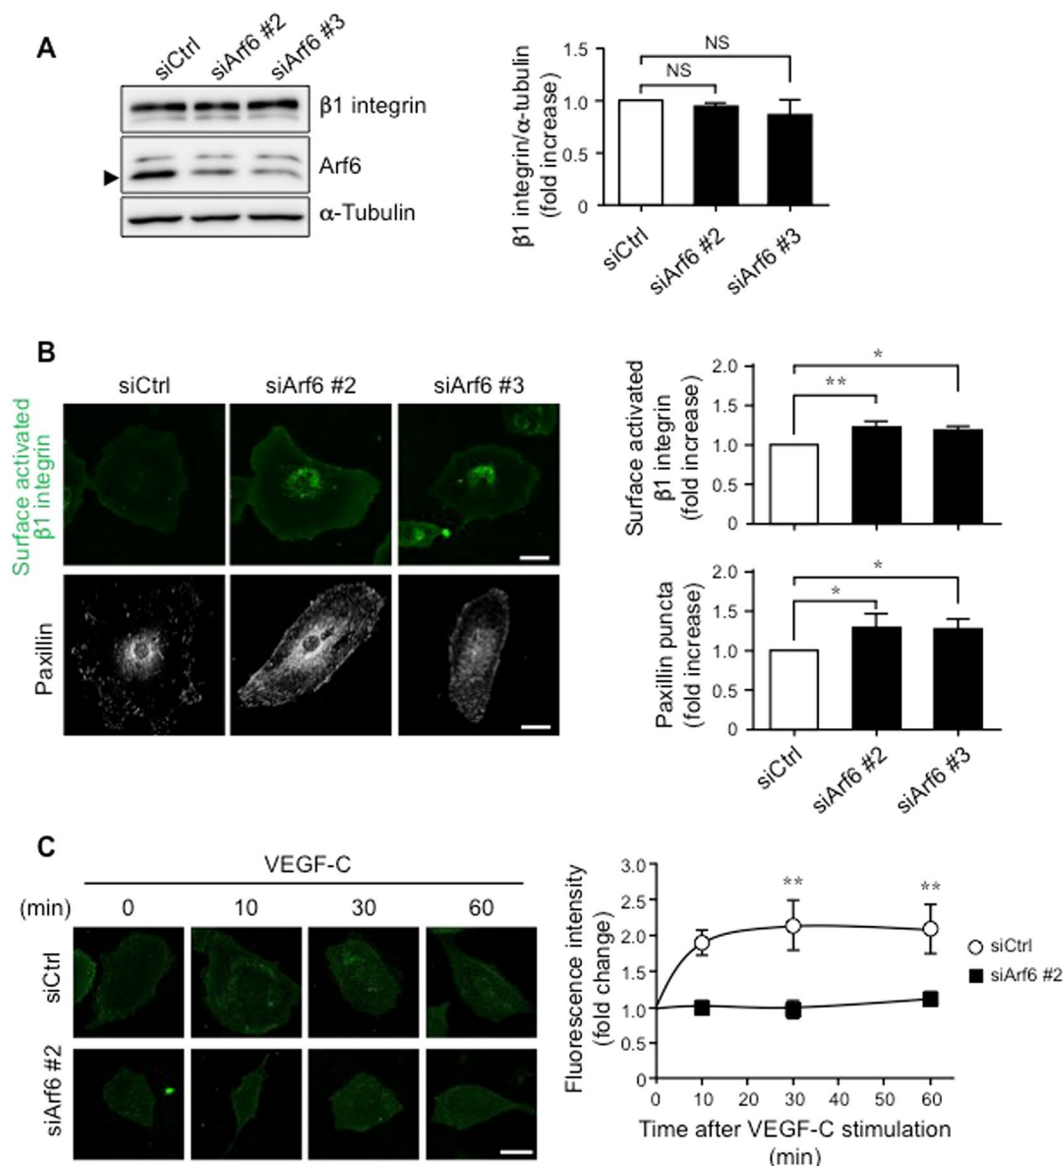 A
siCtrl
siArf6 #2
siArf6 #3
β1 integrin
Arf6
α-Tubulin
β1 integrin/α-tubulin
(fold increase)
1.5
1.0
0.5
0
NS
NS
siCtrl
siArf6 #2
siArf6 #3
B
siCtrl
siArf6 #2
siArf6 #3
Surface activated
β1 integrin
Paxillin
Surface activated
β1 integrin
(fold increase)
2.0
1.5
1.0
0.5
0
*
**
Paxillin puncta
(fold increase)
2.0
1.5
1.0
0.5
0
*
*
siCtrl
siArf6 #2
siArf6 #3
C
VEGF-C
(min) 0 10 30 60
siCtrl
siArf6 #2
Fluorescence intensity
(fold change)
3.0
2.5
2.0
1.5
1.0
0.5
0
** **
siCtrl
siArf6 #2
0 10 20 30 40 50 60
Time after VEGF-C stimulation
(min)